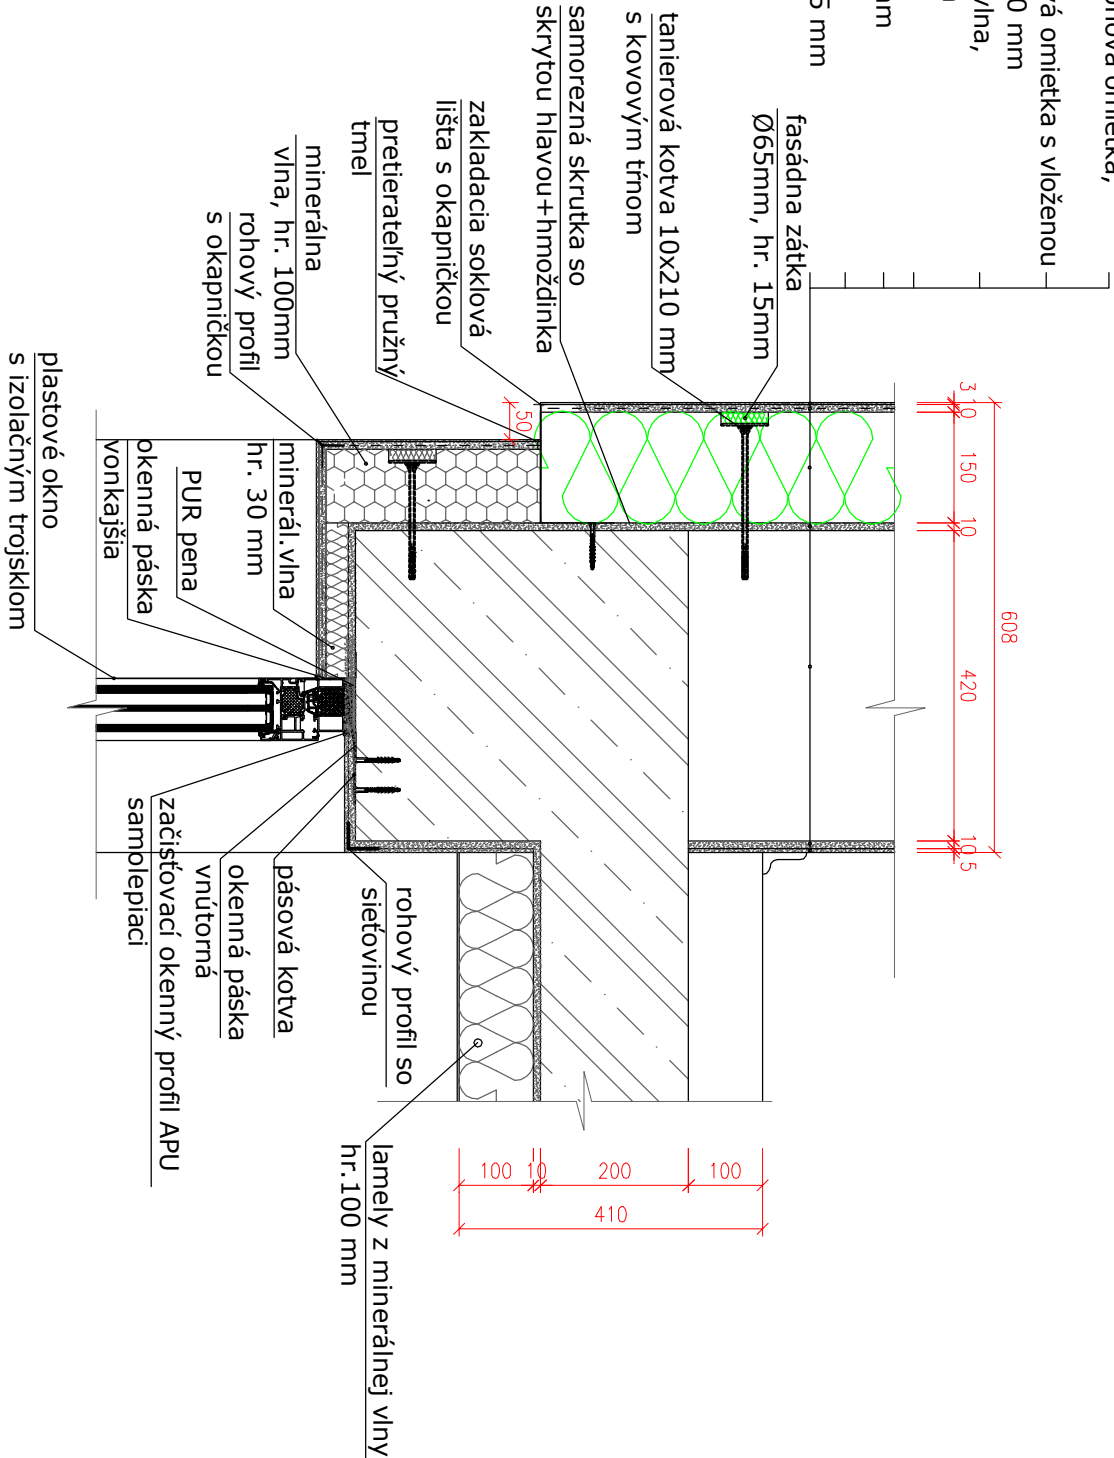 omietka,
vá omietka s vloženou
0 mm
vlna,
5 mm
fasádna zátka
Ø65mm, hr. 15mm
tanierová kotva 10x210 mm
s kovovým tŕnom
samorezná skrutka so
skrytou hlavou+hmoždinka
zakladacia soklová
lišta s okapničkou
pretierateľný pružný
tmel
minerálna
vlna, hr. 100mm
rohový profil
s okapničkou
minerál.vlna
hr. 30 mm
PUR pena
okenná páska
vonkajšia
plastové okno
s izolačným trojsklom
rohový profil so
sieťovinou
pásová kotva
okenná páska
vnútorná
začisťovací okenný profil APU
samolepiaci
lamely z minerálnej vlny
hr.100 mm
3
10
150
10
420
10
5
608
50
100
10
200
100
410